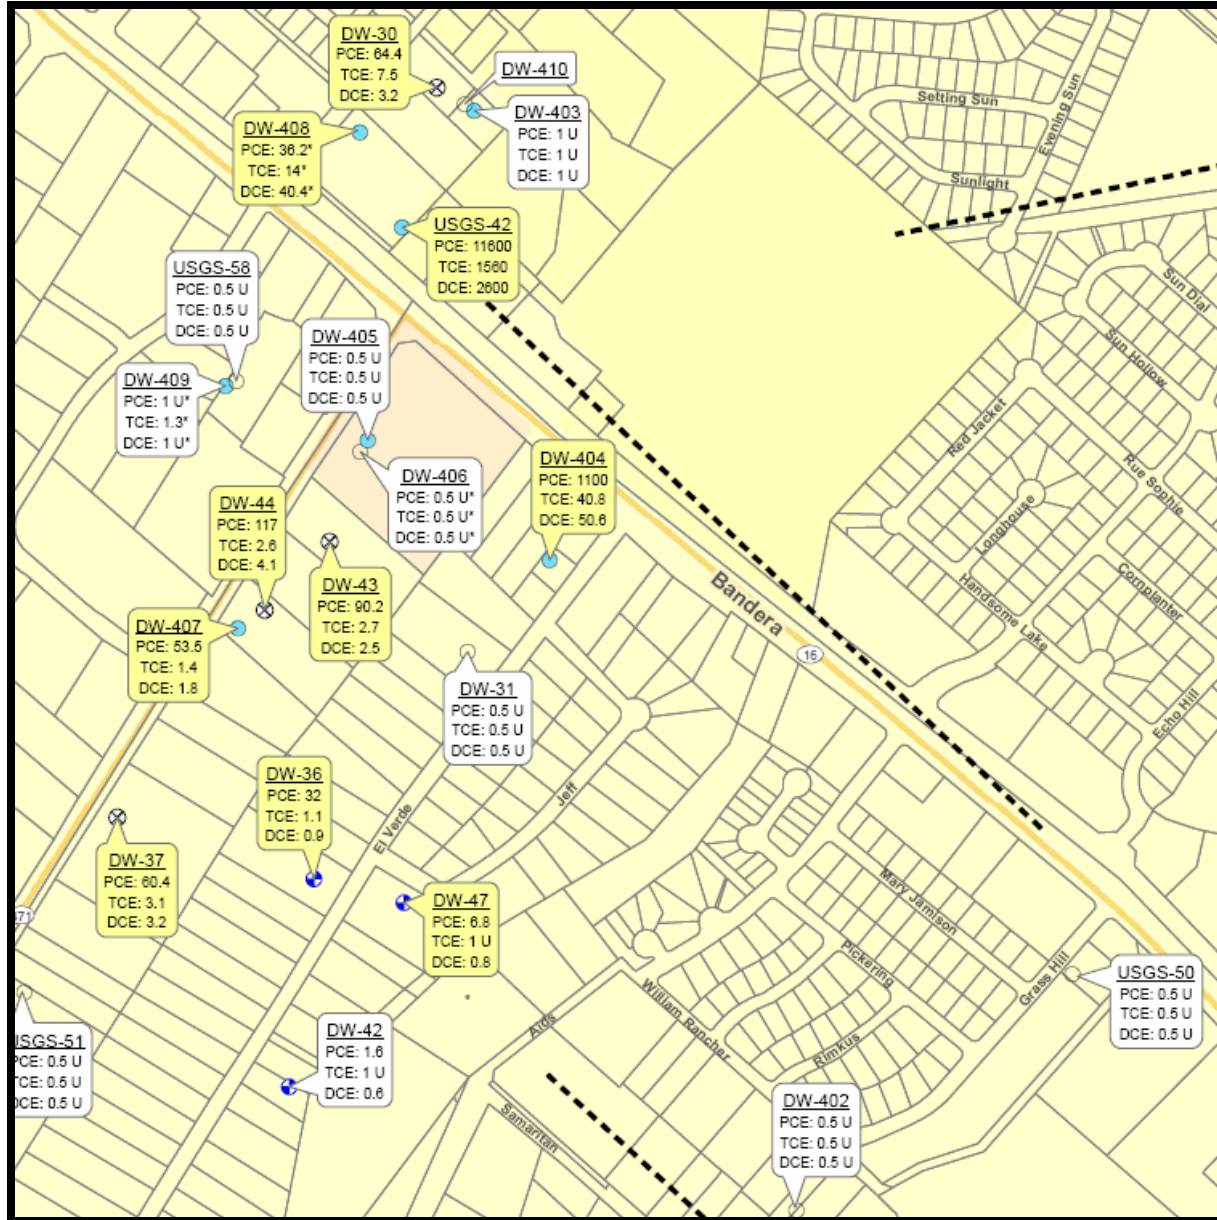 DW-30
PCE: 64.4
TCE: 7.5
DCE: 3.2
DW-410
DW-403
PCE: 1 U
TCE: 1 U
DCE: 1 U
DW-408
PCE: 36.2*
TCE: 14*
DCE: 40.4*
USGS-42
PCE: 11600
TCE: 1560
DCE: 2600
Setting Sun
Evening Sun
Sunlight
USGS-58
PCE: 0.5 U
TCE: 0.5 U
DCE: 0.5 U
Sun Dial
Sun Hollow
DW-405
PCE: 0.5 U
TCE: 0.5 U
DCE: 0.5 U
DW-409
PCE: 1 U*
TCE: 1.3*
DCE: 1 U*
Red Jacket
Rue Sophie
DW-404
PCE: 1100
TCE: 40.8
DCE: 50.6
DW-406
PCE: 0.5 U*
TCE: 0.5 U*
DCE: 0.5 U*
DW-44
PCE: 117
TCE: 2.6
DCE: 4.1
Longhouse
Handsome Lake
Cornplanter
DW-43
PCE: 90.2
TCE: 2.7
DCE: 2.5
Bandera
16
DW-407
PCE: 53.5
TCE: 1.4
DCE: 1.8
DW-31
PCE: 0.5 U
TCE: 0.5 U
DCE: 0.5 U
Echo Hill
DW-36
PCE: 32
TCE: 1.1
DCE: 0.9
Jeff
El Verde
DW-37
PCE: 60.4
TCE: 3.1
DCE: 3.2
71
DW-47
PCE: 6.8
TCE: 1 U
DCE: 0.8
Mary Jamison
Pickering
Grass Hill
USGS-50
PCE: 0.5 U
TCE: 0.5 U
DCE: 0.5 U
William Rancher
Rimkus
Aids
USGS-51
PCE: 0.5 U
TCE: 0.5 U
DCE: 0.5 U
DW-42
PCE: 1.6
TCE: 1 U
DCE: 0.6
Samaritan
DW-402
PCE: 0.5 U
TCE: 0.5 U
DCE: 0.5 U